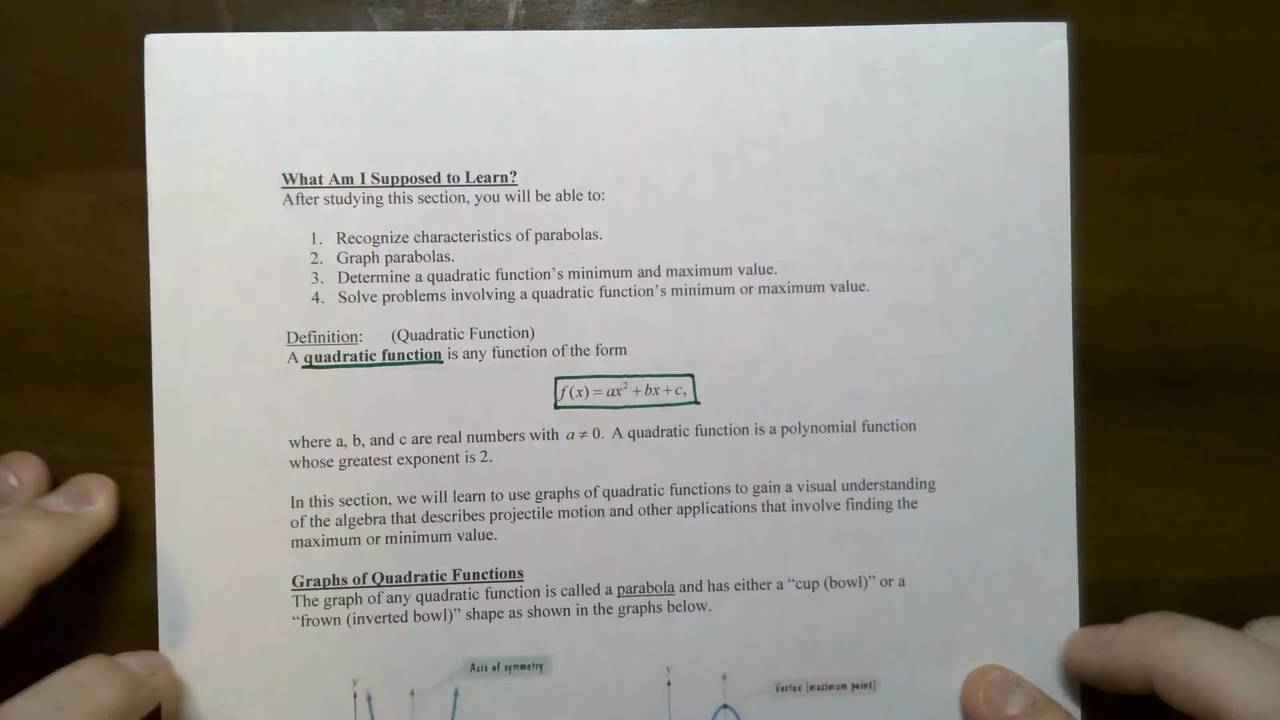 What Am I Supposed to Learn?
After studying this section, you will be able to:
1. Recognize characteristics of parabolas.
2. Graph parabolas.
3. Determine a quadratic function's minimum and maximum value.
4. Solve problems involving a quadratic function's minimum or maximum value.
Definition: (Quadratic Function)
A quadratic function is any function of the form
f(x) = ax² + bx + c,
where a, b, and c are real numbers with a ≠ 0. A quadratic function is a polynomial function
whose greatest exponent is 2.
In this section, we will learn to use graphs of quadratic functions to gain a visual understanding
of the algebra that describes projectile motion and other applications that involve finding the
maximum or minimum value.
Graphs of Quadratic Functions
The graph of any quadratic function is called a parabola and has either a “cup (bowl)” or a
“frown (inverted bowl)” shape as shown in the graphs below.
Axis of symmetry
y
y
Vertex (maximum point)